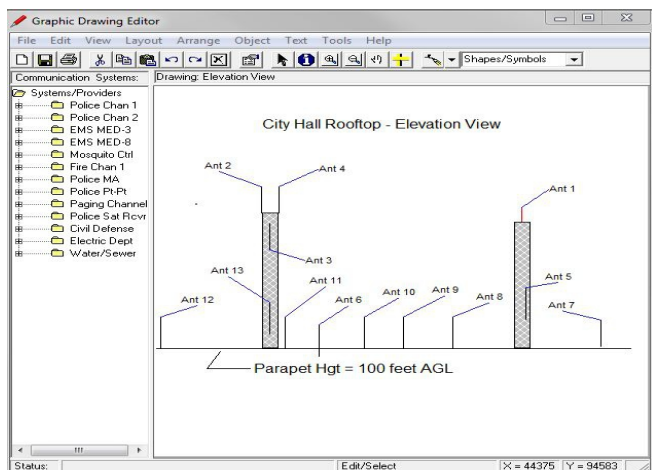 Graphic Drawing Editor
File Edit View Layout Arrange Object Text Tools Help
Shapes/Symbols
Communication Systems:
Drawing: Elevation View
Systems/Providers
Police Chan 1
Police Chan 2
EMS MED-3
EMS MED-8
Mosquito Ctrl
Fire Chan 1
Police MA
Police Pt-Pt
Paging Channel
Police Sat Rcvr
Civil Defense
Electric Dept
Water/Sewer
City Hall Rooftop - Elevation View
Ant 2
Ant 4
Ant 1
Ant 3
Ant 13
Ant 11
Ant 5
Ant 12
Ant 6
Ant 10
Ant 9
Ant 8
Ant 7
Parapet Hgt = 100 feet AGL
Status:
Edit/Select
X = 44375
Y = 94583